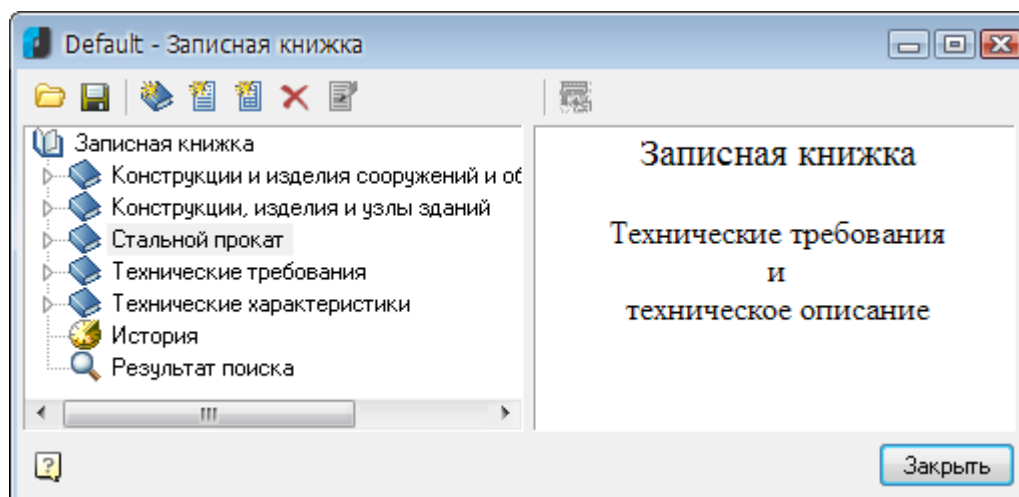 Default - Записная книжка
Записная книжка
Конструкции и изделия сооружений и
Конструкции, изделия и узлы зданий
Стальной прокат
Технические требования
Технические характеристики
История
Результат поиска
Записная книжка
Технические требования
и
техническое описание
?
Закрыть